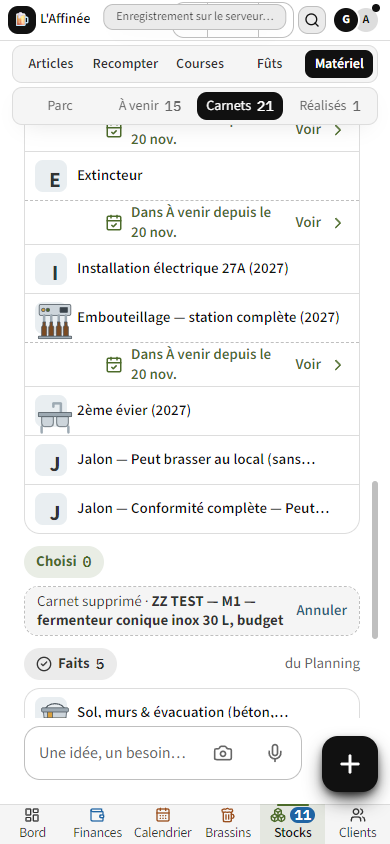 L'Affinée
Enregistrement sur le serveur…
G
A
Articles
Recompter
Courses
Fûts
Matériel
Parc
À venir 15
Carnets 21
Réalisés 1
20 nov.
Voir
E
Extincteur
Dans À venir depuis le
20 nov.
Voir
I
Installation électrique 27A (2027)
Embouteillage — station complète (2027)
Dans À venir depuis le
20 nov.
Voir
2ème évier (2027)
J
Jalon — Peut brasser au local (sans…
J
Jalon — Conformité complète — Peut…
Choisi 0
Carnet supprimé · ZZ TEST — M1 —
fermenteur conique inox 30 L, budget
Annuler
Faits 5
du Planning
Sol, murs & évacuation (béton,…
Une idée, un besoin…
Bord
Finances
Calendrier
Brassins
11
Stocks
Clients